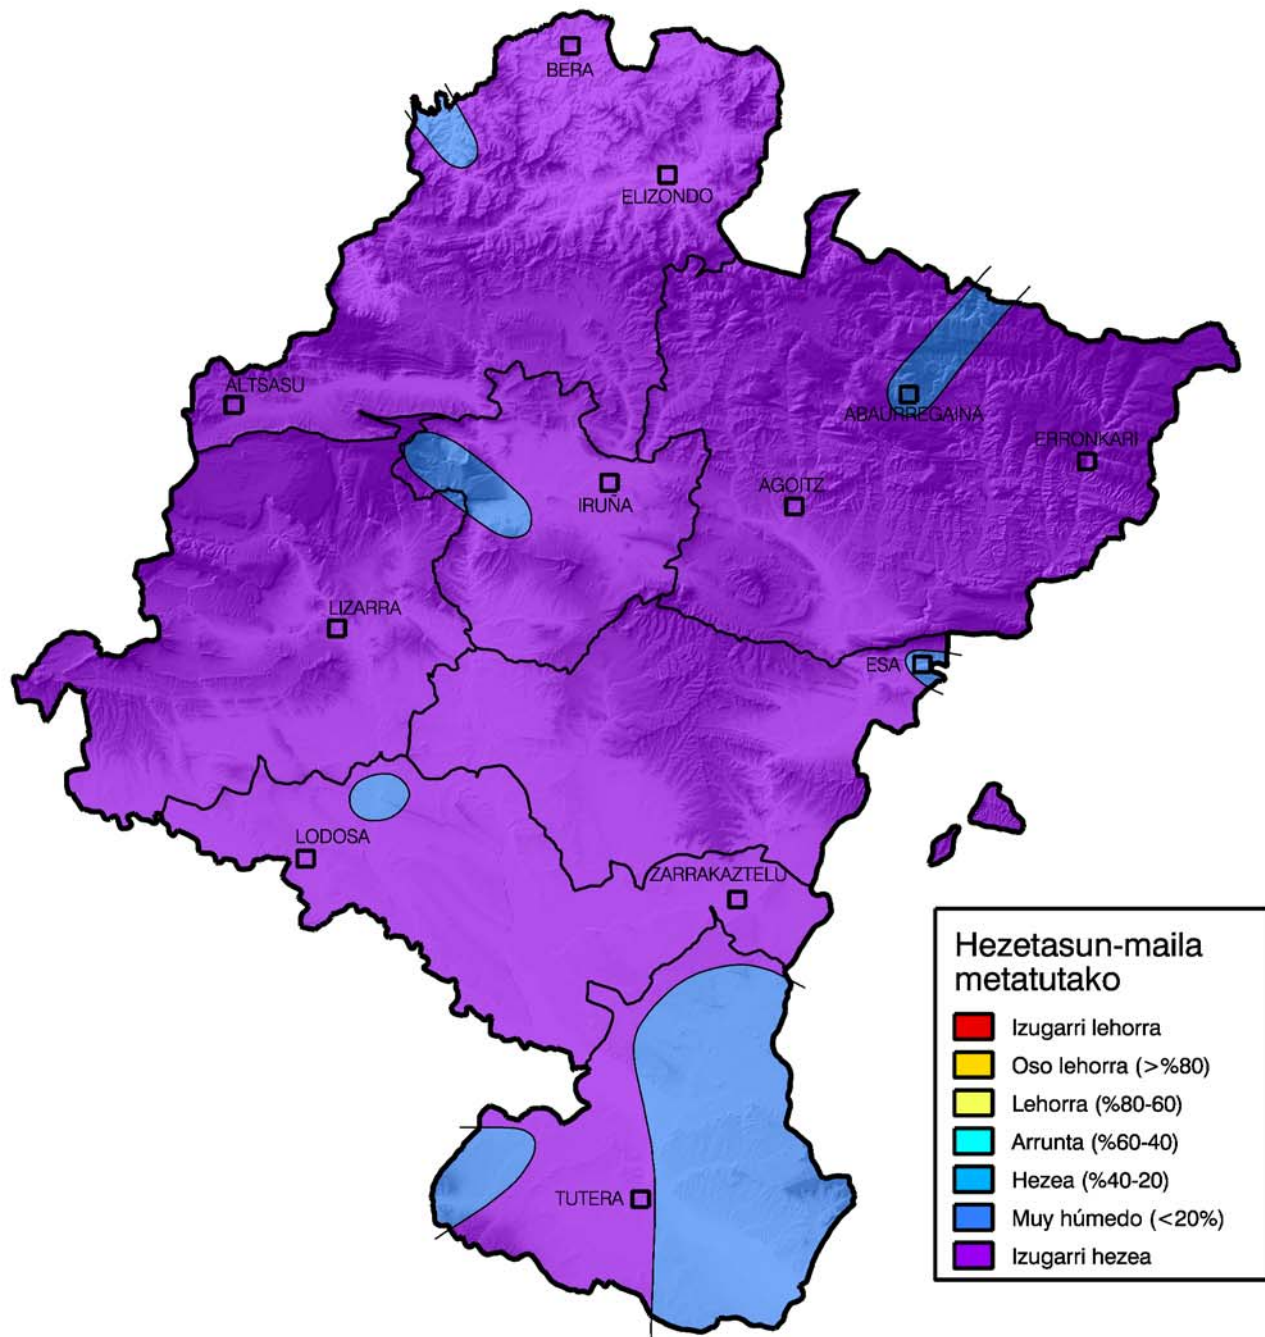 BERA
ELIZONDO
ALTSASU
ABAURREGAINA
ERRONKARI
IRUÑA
AGOITZ
LIZARRA
ESA
LODOSA
ZARRAKAZTELU
TUTERA
Hezetasun-maila
metatutako
Izugarri lehorra
Oso lehorra (>%80)
Lehorra (%80-60)
Arrunta (%60-40)
Hezea (%40-20)
Muy húmedo (<20%)
Izugarri hezea